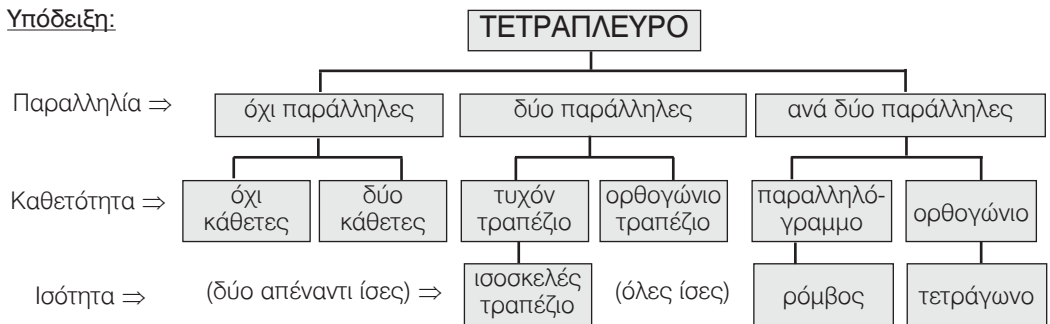 Υπόδειξη:
ΤΕΤΡΑΠΛΕΥΡΟ
Παραλληλία ⇒ όχι παράλληλες δύο παράλληλες ανά δύο παράλληλες
Καθετότητα ⇒ όχι κάθετες δύο κάθετες τυχόν τραπέζιο ορθογώνιο τραπέζιο παραλληλό-γραμμο ορθογώνιο
Ισότητα ⇒ (δύο απέναντι ίσες) ⇒ ισοσκελές τραπέζιο (όλες ίσες) ρόμβος τετράγωνο